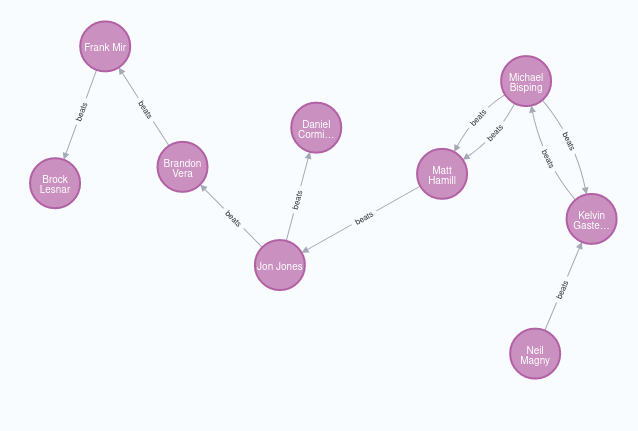 Frank Mir
beats
Brock
Lesnar
beats
Brandon
Vera
beats
Daniel
Cormi...
beats
Jon Jones
beats
Matt
Hamill
beats
beats
Michael
Bisping
beats
beats
Kelvin
Gaste...
beats
Neil
Magny